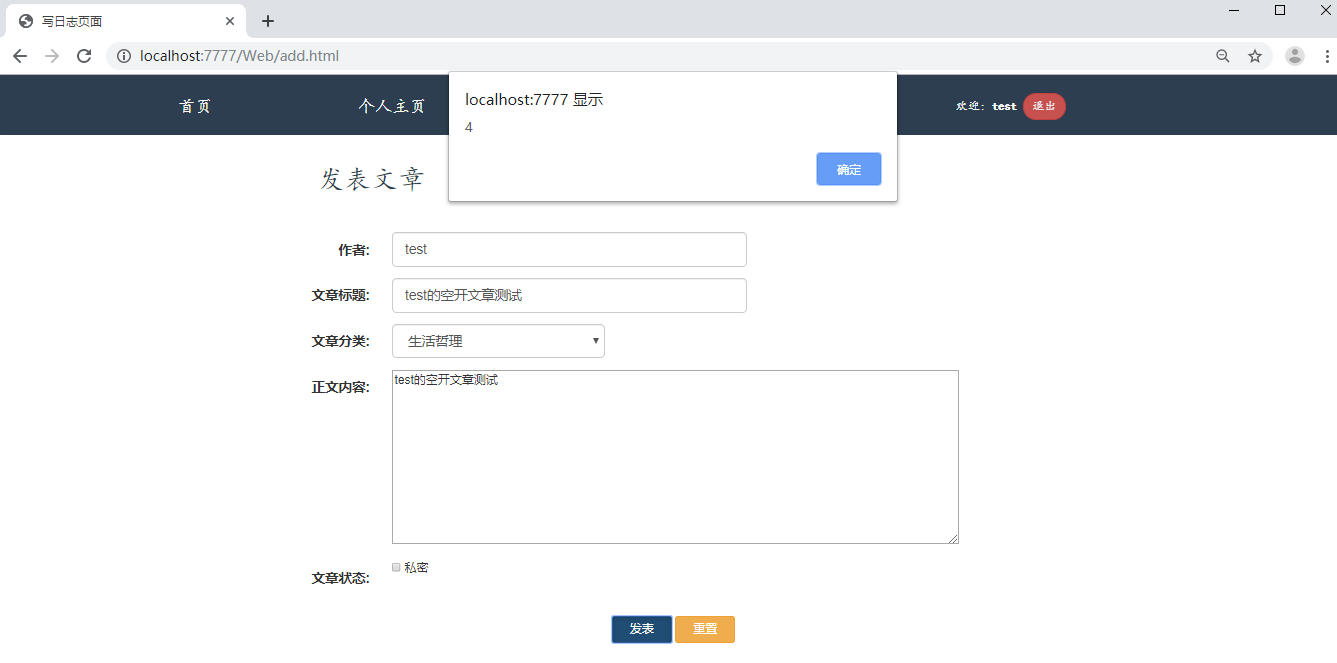 写日志页面
localhost:7777/Web/add.html
首页 个人主页 欢迎: test 退出
localhost:7777 显示
4
确定
发表文章
作者: test
文章标题: test的空开文章测试
文章分类: 生活哲理
正文内容: test的空开文章测试
文章状态: 私密
发表 重置